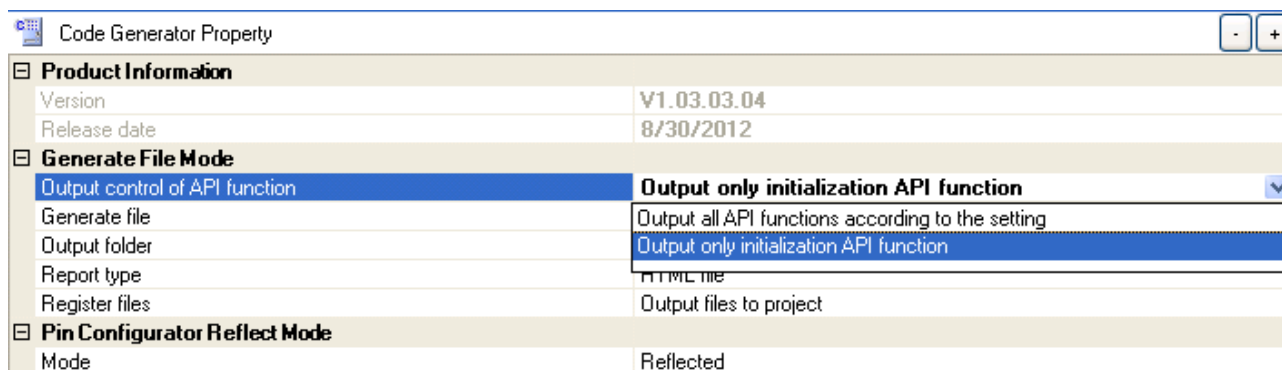 Code Generator Property - +
Product Information
Version V1.03.03.04
Release date 8/30/2012
Generate File Mode
Output control of API function Output only initialization API function
Generate file Output all API functions according to the setting
Output folder Output only initialization API function
Report type HTML file
Register files Output files to project
Pin Configurator Reflect Mode
Mode Reflected